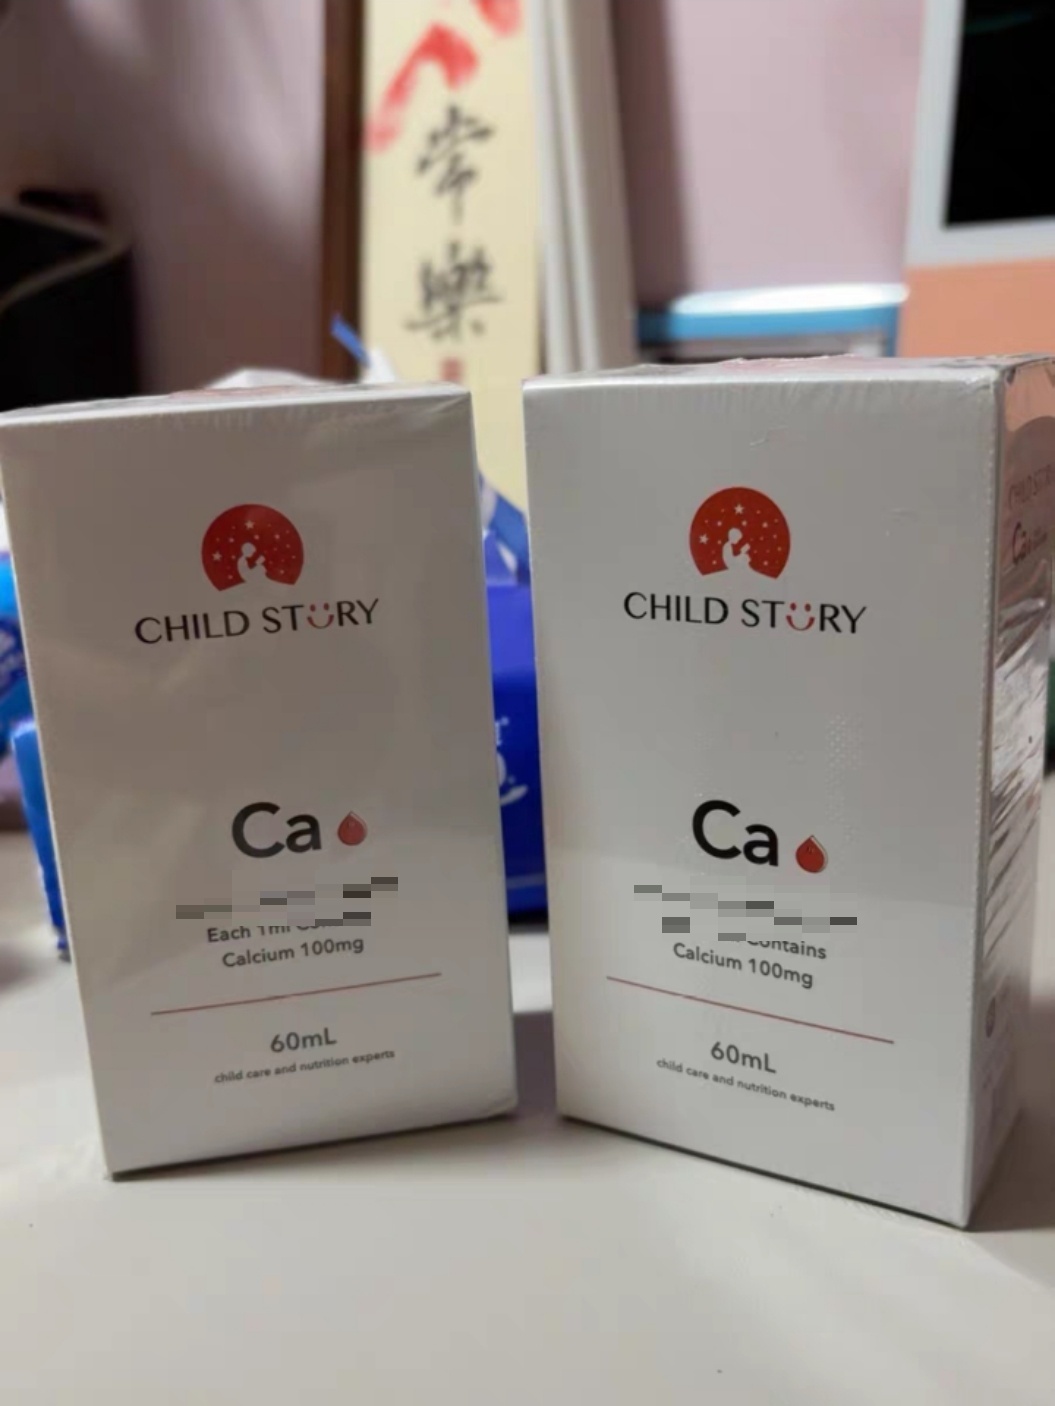 常
樂
CHILD STORY
Ca
Each 1ml
Calcium 100mg
60mL
child care and nutrition experts
CHILD STORY
Ca
Contains
Calcium 100mg
60mL
child care and nutrition experts